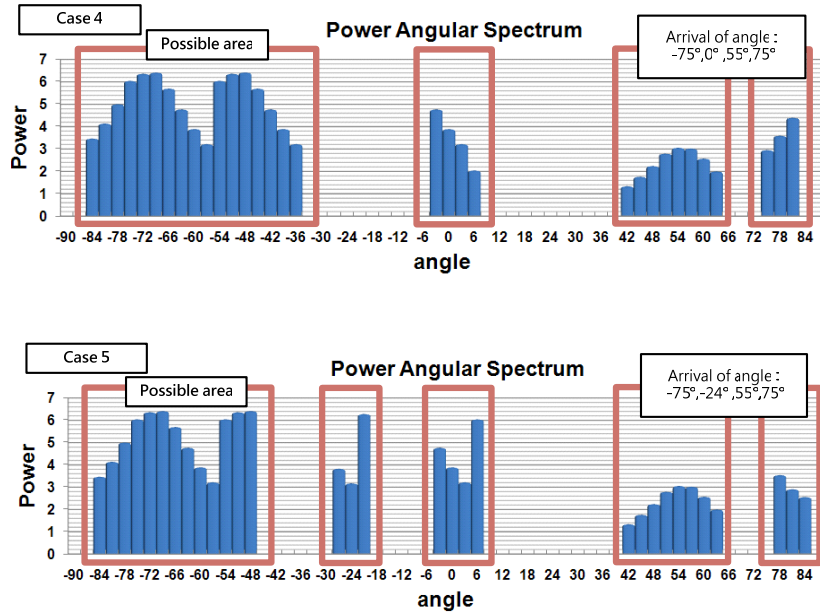 Case 4
Power Angular Spectrum
Possible area
Arrival of angle :
-75°,0° ,55°,75°
7
6
5
4
3
2
1
0
Power
-90 -84 -78 -72 -66 -60 -54 -48 -42 -36 -30 -24 -18 -12 -6 0 6 12 18 24 30 36 42 48 54 60 66 72 78 84
angle
Case 5
Power Angular Spectrum
Possible area
Arrival of angle :
-75°,-24° ,55°,75°
7
6
5
4
3
2
1
0
Power
-90 -84 -78 -72 -66 -60 -54 -48 -42 -36 -30 -24 -18 -12 -6 0 6 12 18 24 30 36 42 48 54 60 66 72 78 84
angle